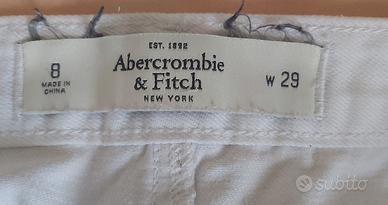 EST. 1892
Abercrombie
& Fitch
NEW YORK
8
MADE IN
CHINA
W 29
subito